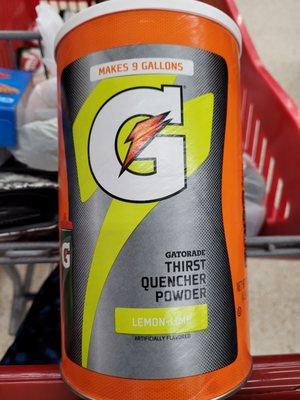 MAKES 9 GALLONS
G
GATORADE
THIRST
QUENCHER
POWDER
LEMON-LIME
ARTIFICIALLY FLAVORED
G